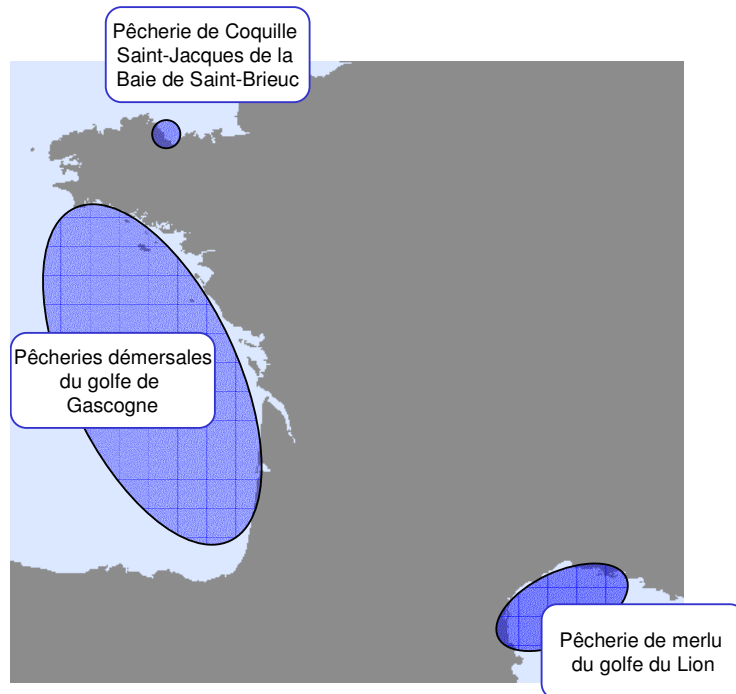 Pêcherie de Coquille
Saint-Jacques de la
Baie de Saint-Brieuc
Pêcheries démersales
du golfe de
Gascogne
Pêcherie de merlu
du golfe du Lion